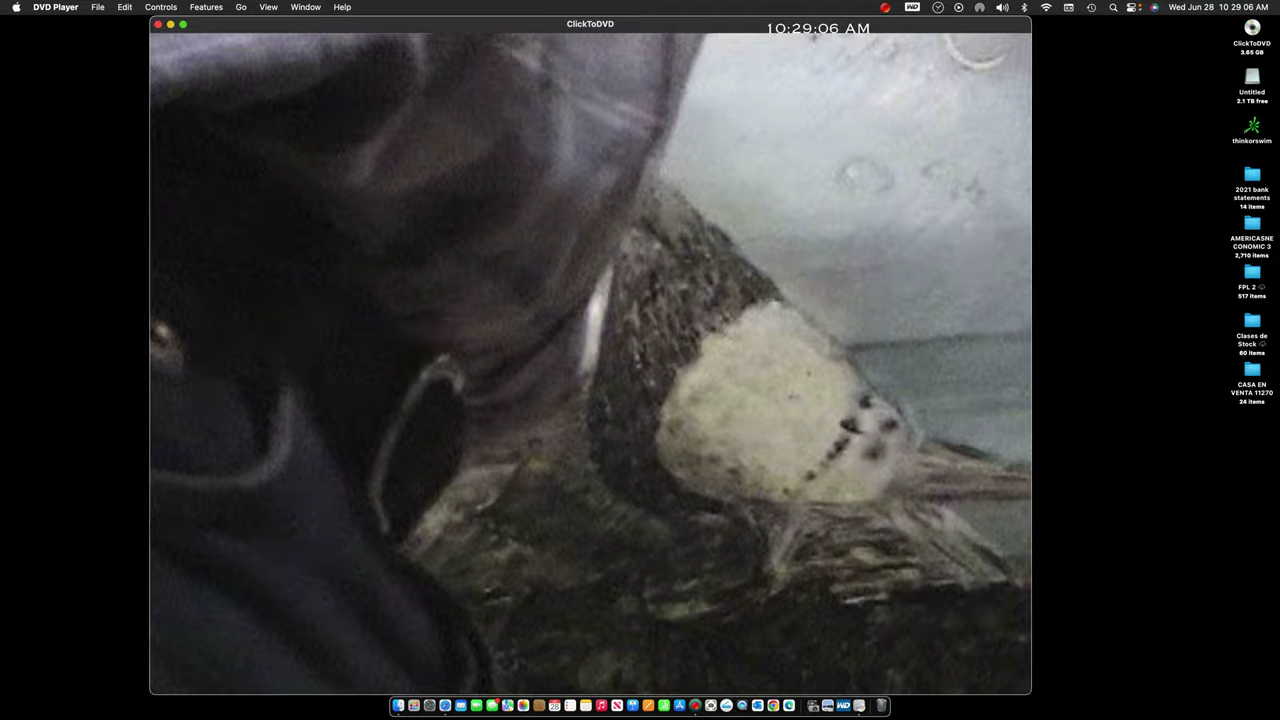 DVD Player File Edit Controls Features Go View Window Help Wed Jun 28 10 29 06 AM
ClickToDVD
10:29:06 AM
ClickToDVD
3.65 GB
Untitled
2.1 TB free
thinkorswim
2021 bank
statements
14 items
AMERICASNE
CONOMIC 3
2,710 items
FPL 2
517 items
Clases de
Stock
60 items
CASA EN
VENTA 11270
24 items